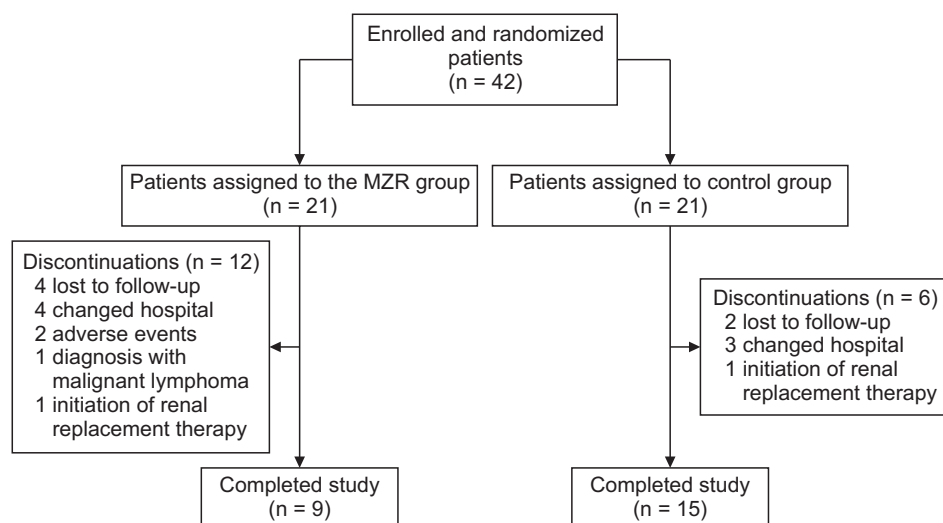 Enrolled and randomized
patients
(n = 42)
Patients assigned to the MZR group
(n = 21)
Patients assigned to control group
(n = 21)
Discontinuations (n = 12)
4 lost to follow-up
4 changed hospital
2 adverse events
1 diagnosis with
malignant lymphoma
1 initiation of renal
replacement therapy
Discontinuations (n = 6)
2 lost to follow-up
3 changed hospital
1 initiation of renal
replacement therapy
Completed study
(n = 9)
Completed study
(n = 15)